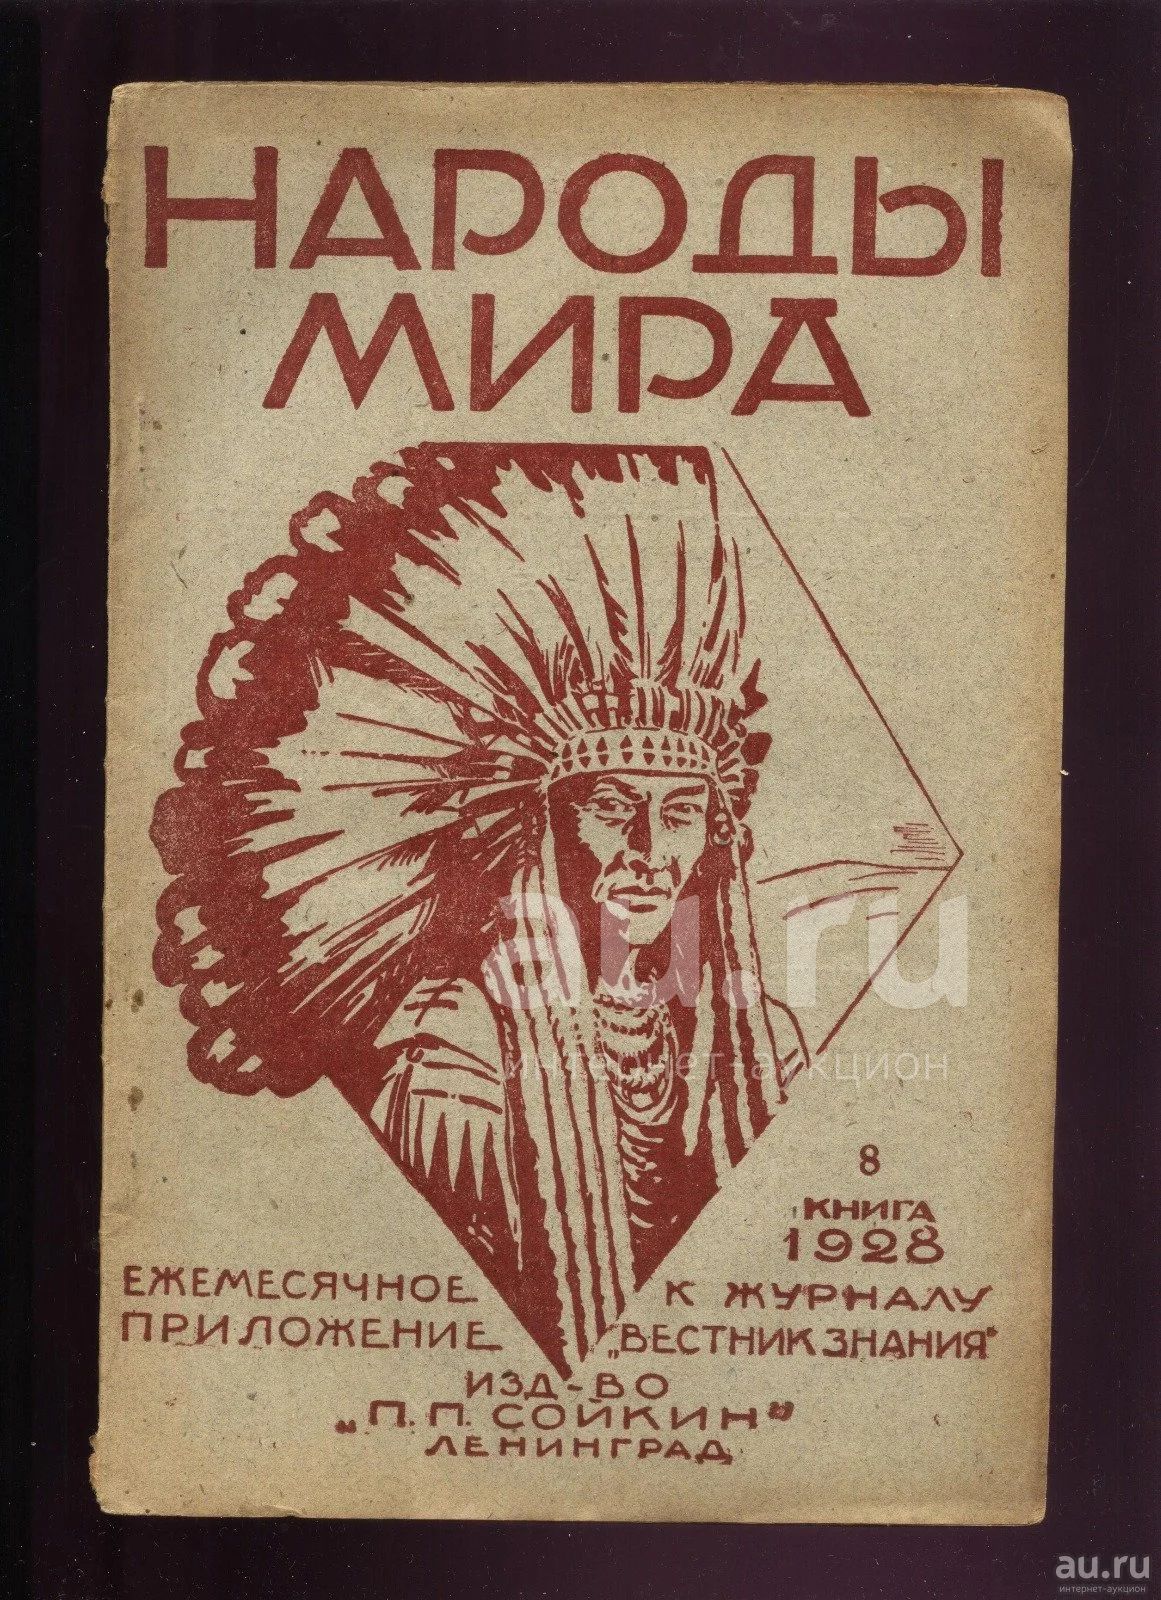 НАРОДЫ
МИРА
au.ru
интернет-аукцион
8
КНИГА
1928
ЕЖЕМЕСЯЧНОЕ
ПРИЛОЖЕНИЕ
К ЖУРНАЛУ
„ВЕСТНИК ЗНАНИЯ"
ИЗД-ВО
„П.П. СОЙКИН"
ЛЕНИНГРАД
au.ru
интернет-аукцион